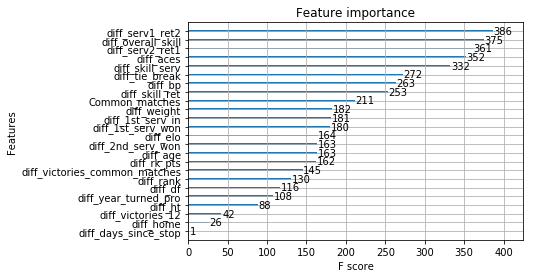 Feature importance
Features
diff_serv1_ret2 386
diff_overall_skill 375
diff_serv2_ret1 361
diff_aces 352
diff_skill_serv 332
diff_tie_break 272
diff_bp 263
diff_skill_ret 253
Common_matches 211
diff_weight 182
diff_1st_serv_in 181
diff_1st_serv_won 180
diff_elo 164
diff_2nd_serv_won 163
diff_age 163
diff_rk_pts 162
diff_victories_common_matches 145
diff_rank 130
diff_df 116
diff_year_turned_pro 108
diff_ht 88
diff_victories_12 42
diff_home 26
diff_days_since_stop 1
0 50 100 150 200 250 300 350 400
F score